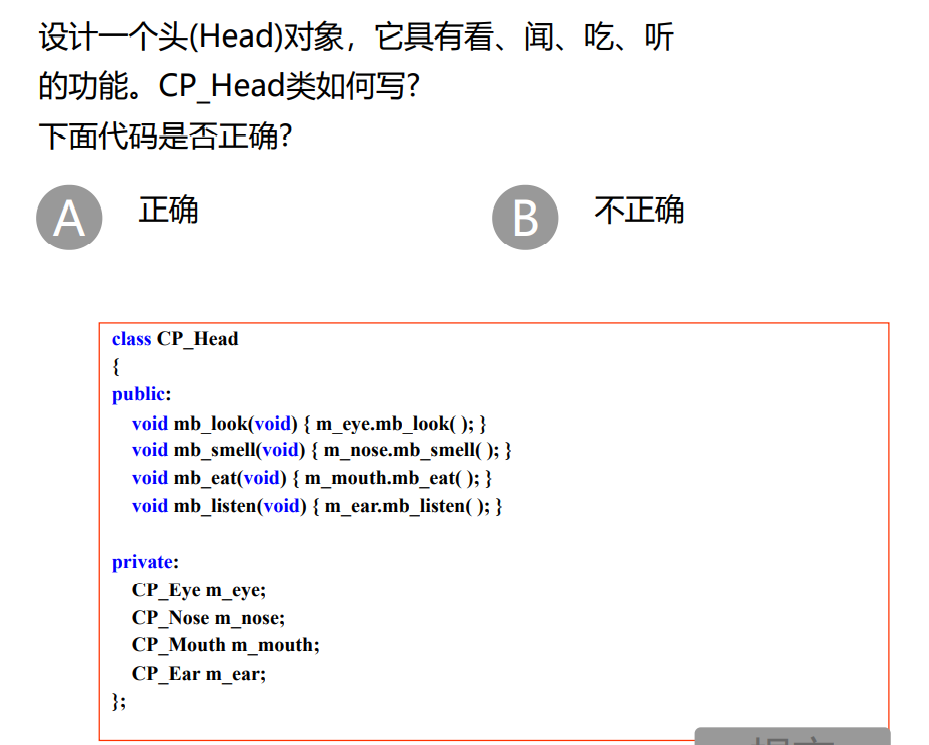 设计一个头(Head)对象，它具有看、闻、吃、听
的功能。CP_Head类如何写?
下面代码是否正确?
A 正确 B 不正确
class CP_Head
{
public:
void mb_look(void) { m_eye.mb_look( ); }
void mb_smell(void) { m_nose.mb_smell( ); }
void mb_eat(void) { m_mouth.mb_eat( ); }
void mb_listen(void) { m_ear.mb_listen( ); }
private:
CP_Eye m_eye;
CP_Nose m_nose;
CP_Mouth m_mouth;
CP_Ear m_ear;
};